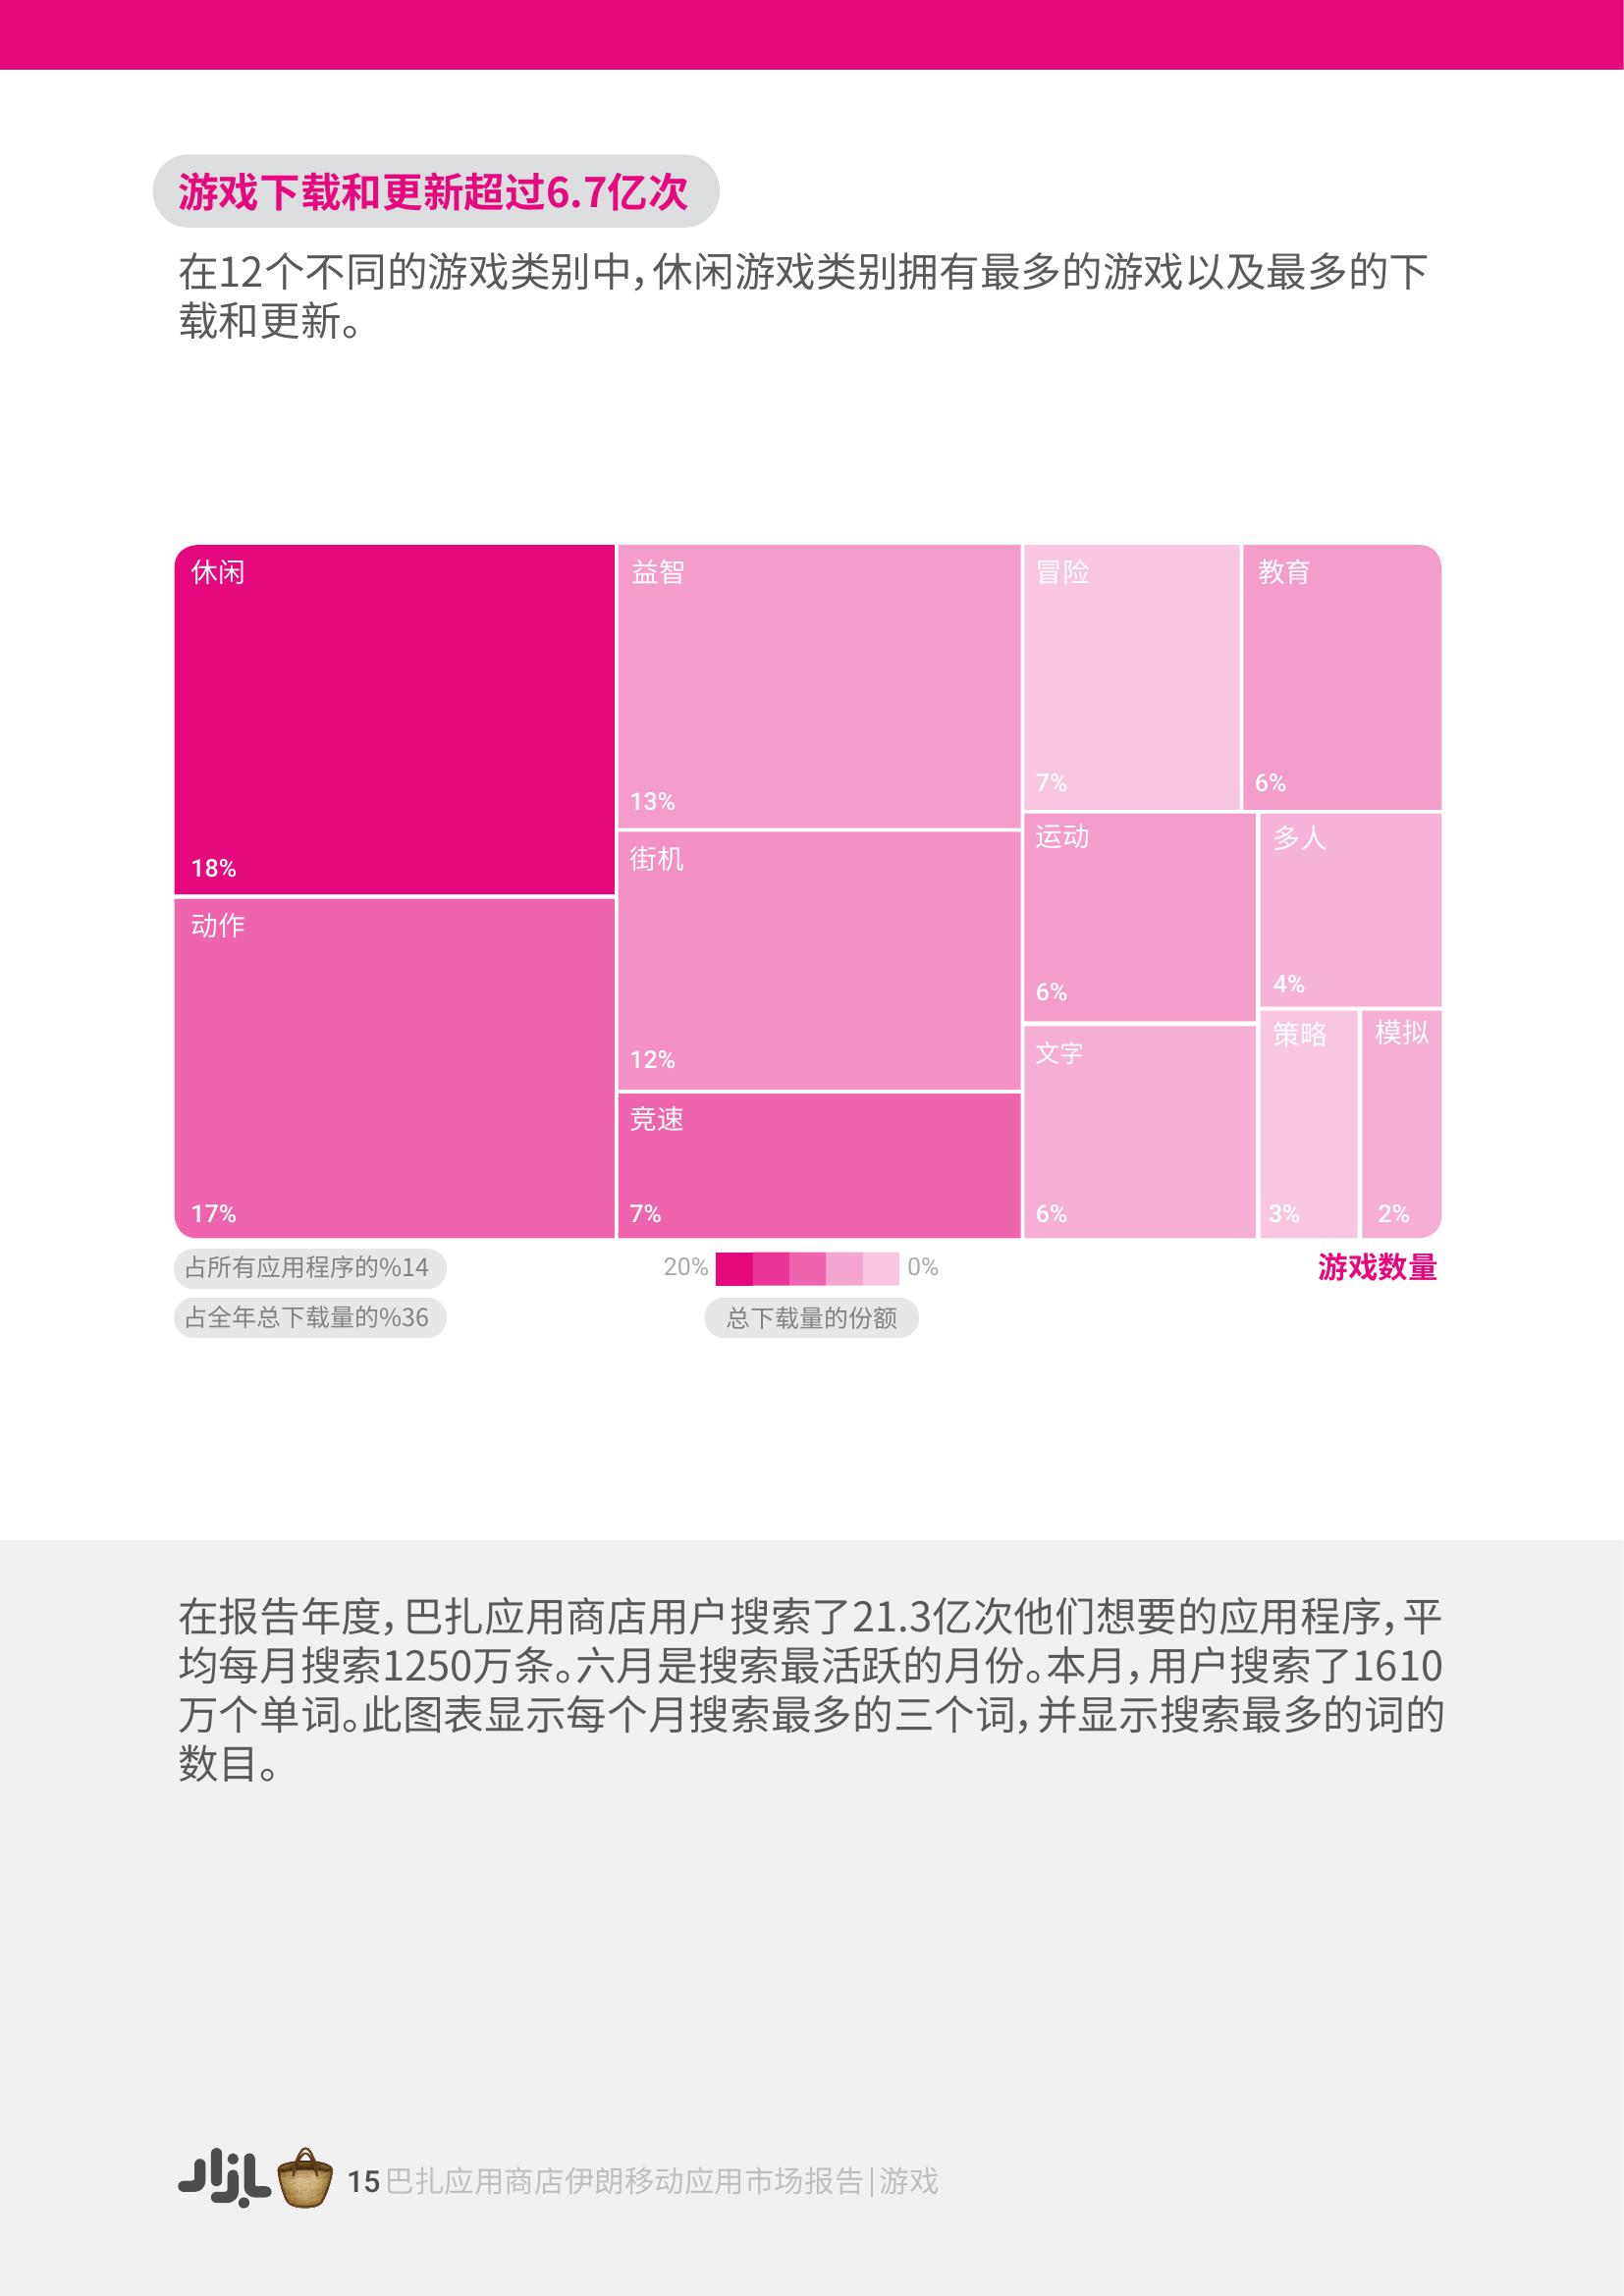 游戏下载和更新超过6.7亿次
在12个不同的游戏类别中，休闲游戏类别拥有最多的游戏以及最多的下
载和更新。
休闲
18%
动作
17%
益智
13%
街机
12%
竞速
7%
冒险
7%
教育
6%
运动
6%
多人
4%
文字
6%
策略
3%
模拟
2%
占所有应用程序的%14
占全年总下载量的%36
20%
0%
总下载量的份额
游戏数量
在报告年度，巴扎应用商店用户搜索了21.3亿次他们想要的应用程序，平
均每月搜索1250万条。六月是搜索最活跃的月份。本月，用户搜索了1610
万个单词。此图表显示每个月搜索最多的三个词，并显示搜索最多的词的
数目。
بازار
15 巴扎应用商店伊朗移动应用市场报告|游戏